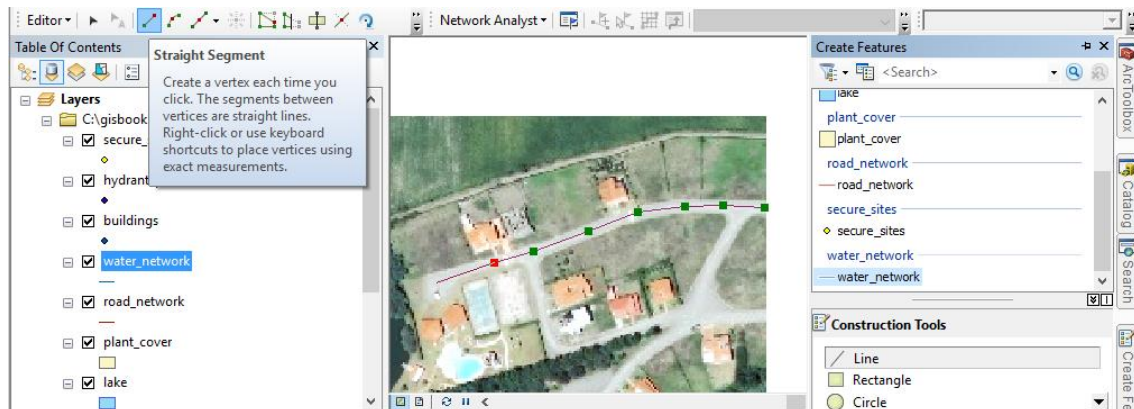 Editor▾
Network Analyst▾
Table Of Contents
Straight Segment
Create a vertex each time you
click. The segments between
vertices are straight lines.
Right-click or use keyboard
shortcuts to place vertices using
exact measurements.
Layers
C:\gisbook
secure_
hydrant
buildings
water_network
road_network
plant_cover
lake
Create Features
<Search>
lake
plant_cover
plant_cover
road_network
road_network
secure_sites
secure_sites
water_network
water_network
Construction Tools
Line
Rectangle
Circle
ArcToolbox
Catalog
Search
Create Fe